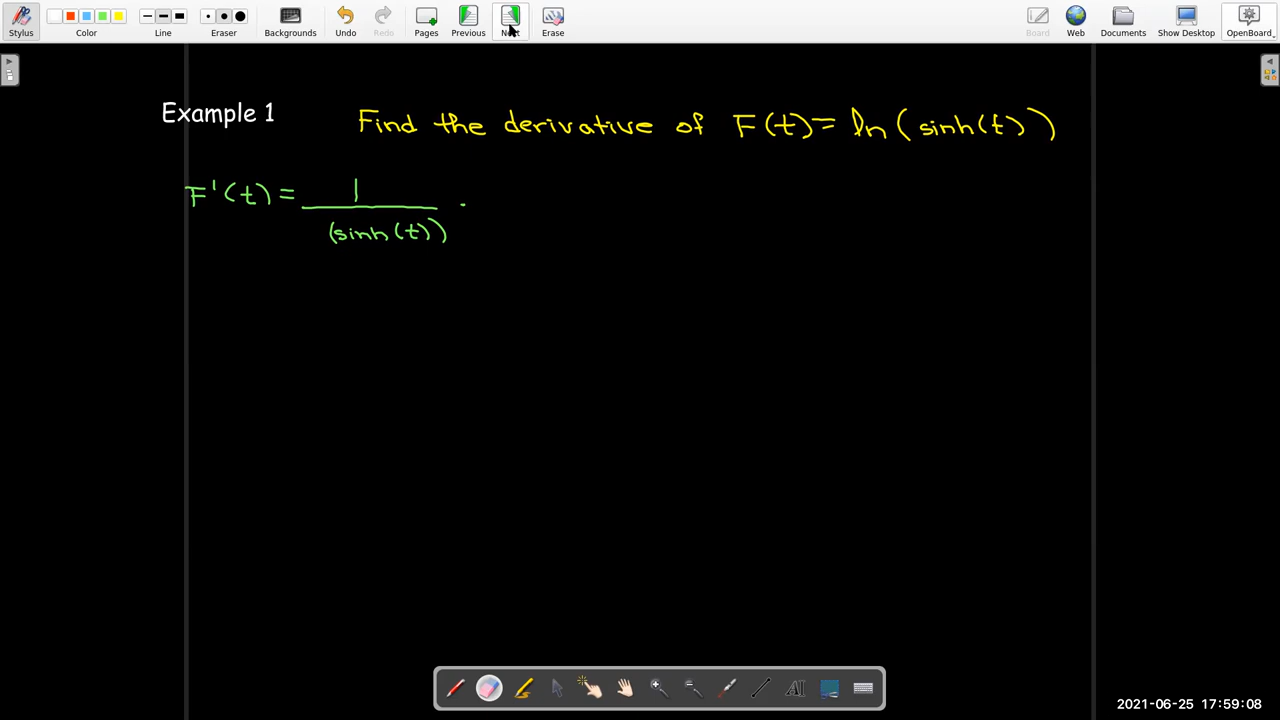 Stylus Color Line Eraser Backgrounds Undo Redo Pages Previous Next Erase Board Web Documents Show Desktop OpenBoard
Example 1 Find the derivative of F(t)= ln(sinh(t))
F'(t) = 1
(sinh(t)) ·
AI
2021-06-25 17:59:08